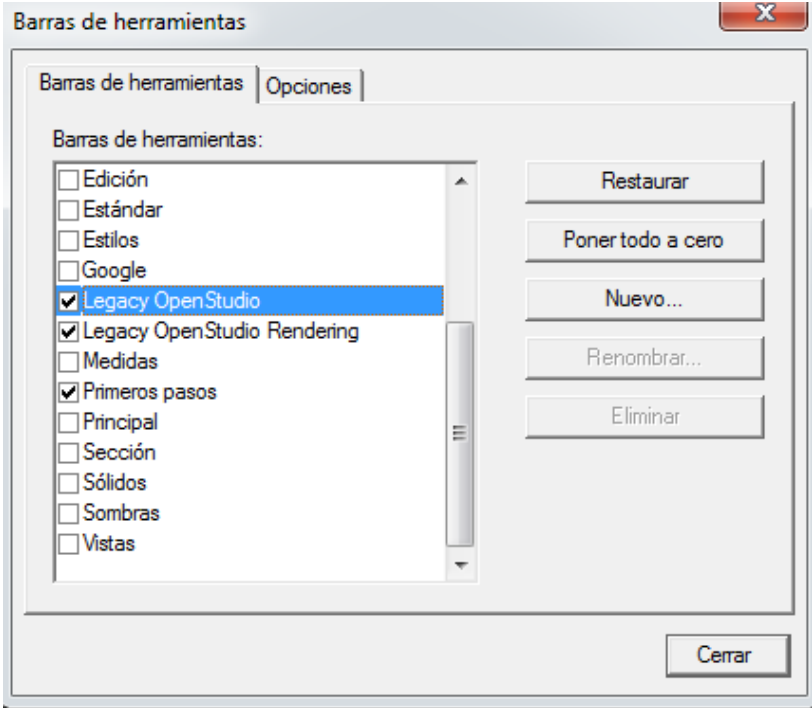 Barras de herramientas
Barras de herramientas
Opciones
Barras de herramientas:
Edición
Estándar
Estilos
Google
Legacy OpenStudio
Legacy OpenStudio Rendering
Medidas
Primeros pasos
Principal
Sección
Sólidos
Sombras
Vistas
Restaurar
Poner todo a cero
Nuevo...
Renombrar...
Eliminar
Cerrar